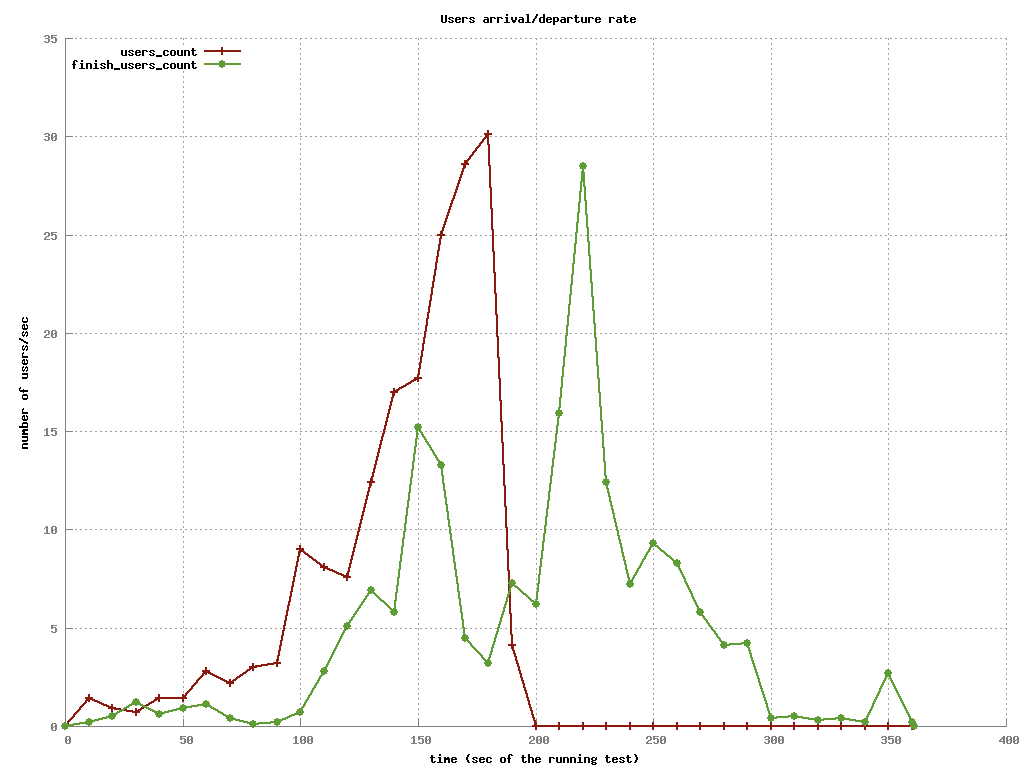 Users arrival/departure rate
35
users_count
finish_users_count
30
25
20
number of users/sec
15
10
5
0
0 50 100 150 200 250 300 350 400
time (sec of the running test)